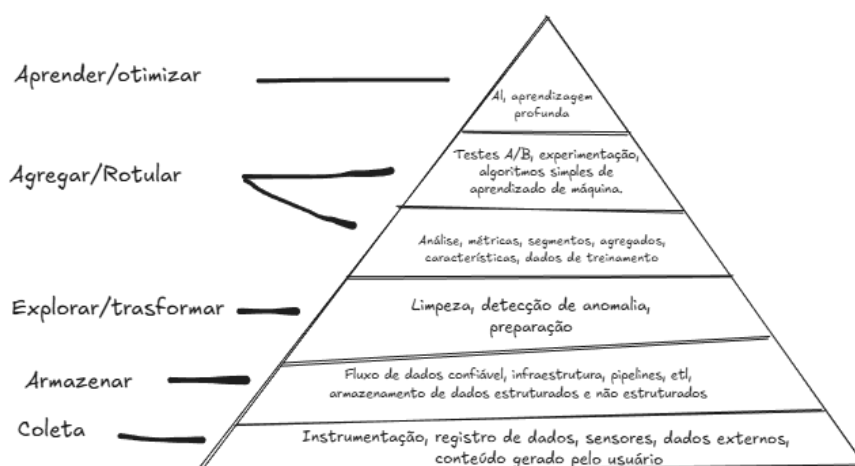 Aprender/otimizar
AI, aprendizagem
profunda
Agregar/Rotular
Testes A/B, experimentação,
algoritmos simples de
aprendizado de máquina.
Análise, métricas, segmentos, agregados,
características, dados de treinamento
Explorar/trasformar
Limpeza, detecção de anomalia,
preparação
Armazenar
Fluxo de dados confiável, infraestrutura, pipelines, etl,
armazenamento de dados estruturados e não estruturados
Coleta
Instrumentação, registro de dados, sensores, dados externos,
conteúdo gerado pelo usuário